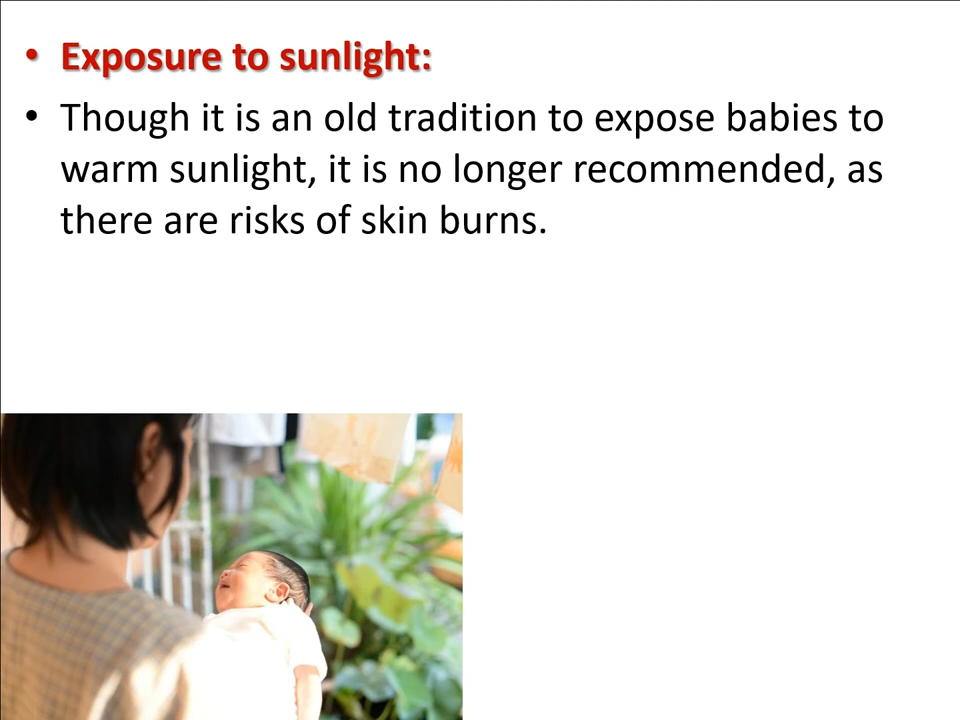 • Exposure to sunlight:
• Though it is an old tradition to expose babies to
warm sunlight, it is no longer recommended, as
there are risks of skin burns.